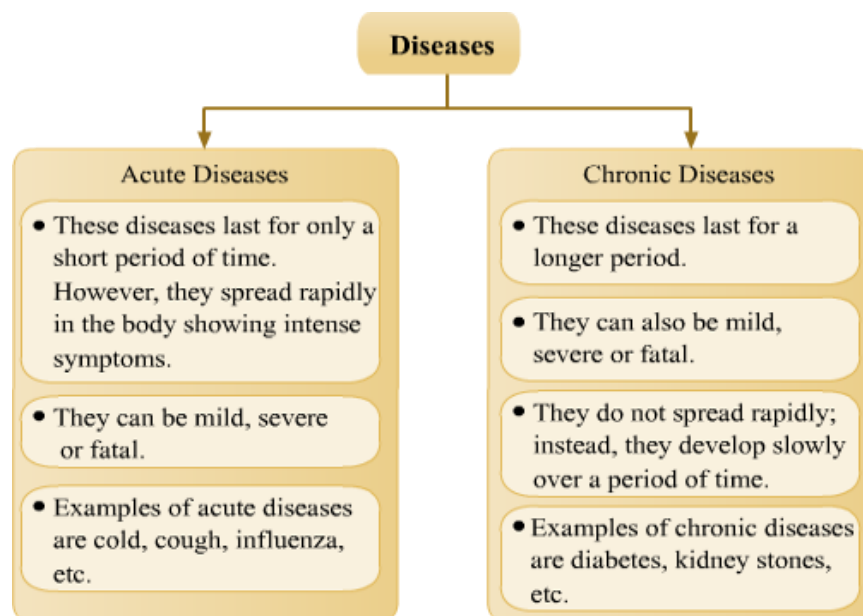 Diseases
Acute Diseases
• These diseases last for only a
short period of time.
However, they spread rapidly
in the body showing intense
symptoms.
• They can be mild, severe
or fatal.
• Examples of acute diseases
are cold, cough, influenza,
etc.
Chronic Diseases
• These diseases last for a
longer period.
• They can also be mild,
severe or fatal.
• They do not spread rapidly;
instead, they develop slowly
over a period of time.
• Examples of chronic diseases
are diabetes, kidney stones,
etc.